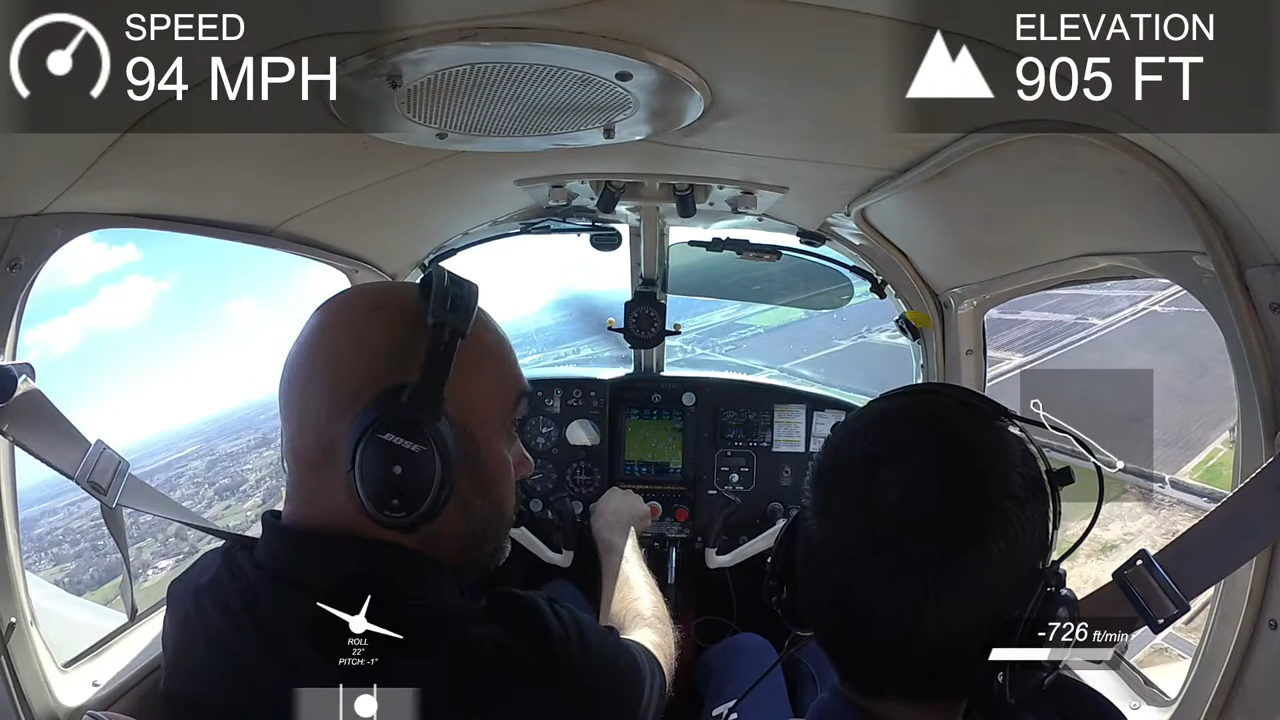 SPEED
94 MPH
ELEVATION
905 FT
BOSE
ROLL
22°
PITCH: -1°
-726 ft/min